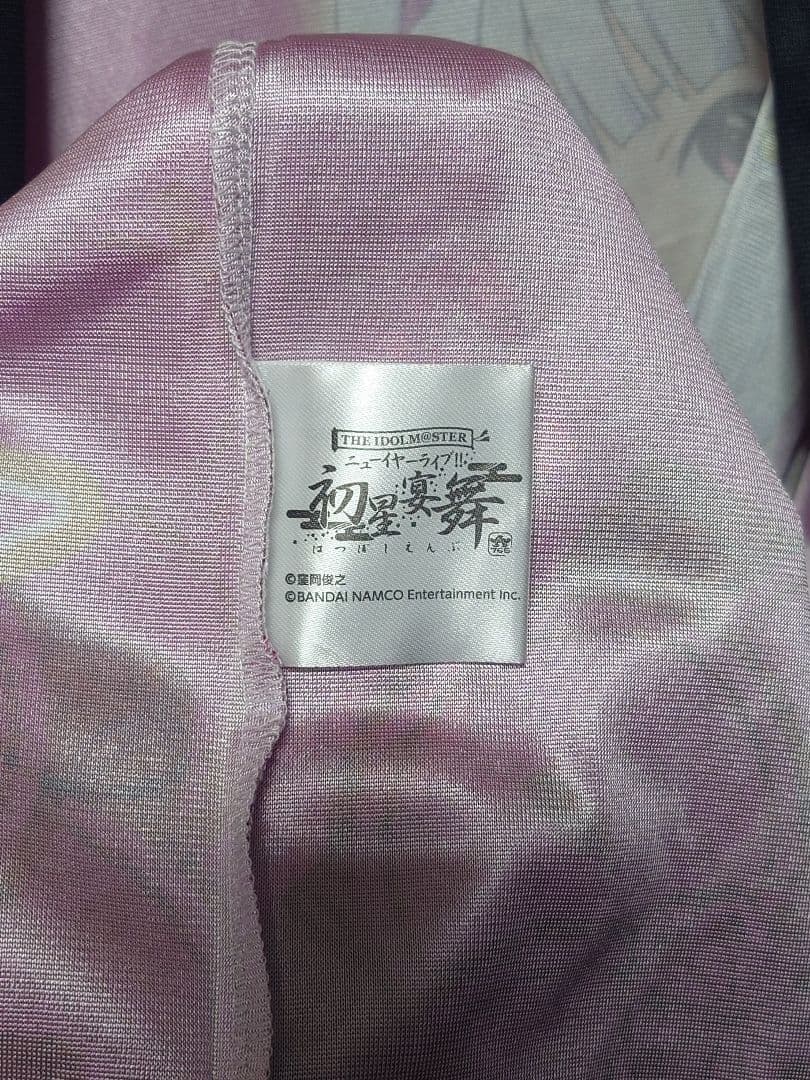 THE IDOLM@STER
ニューイヤーライブ!!
初星宴舞
はつぼしえんぶ
©窪岡俊之
©BANDAI NAMCO Entertainment Inc.